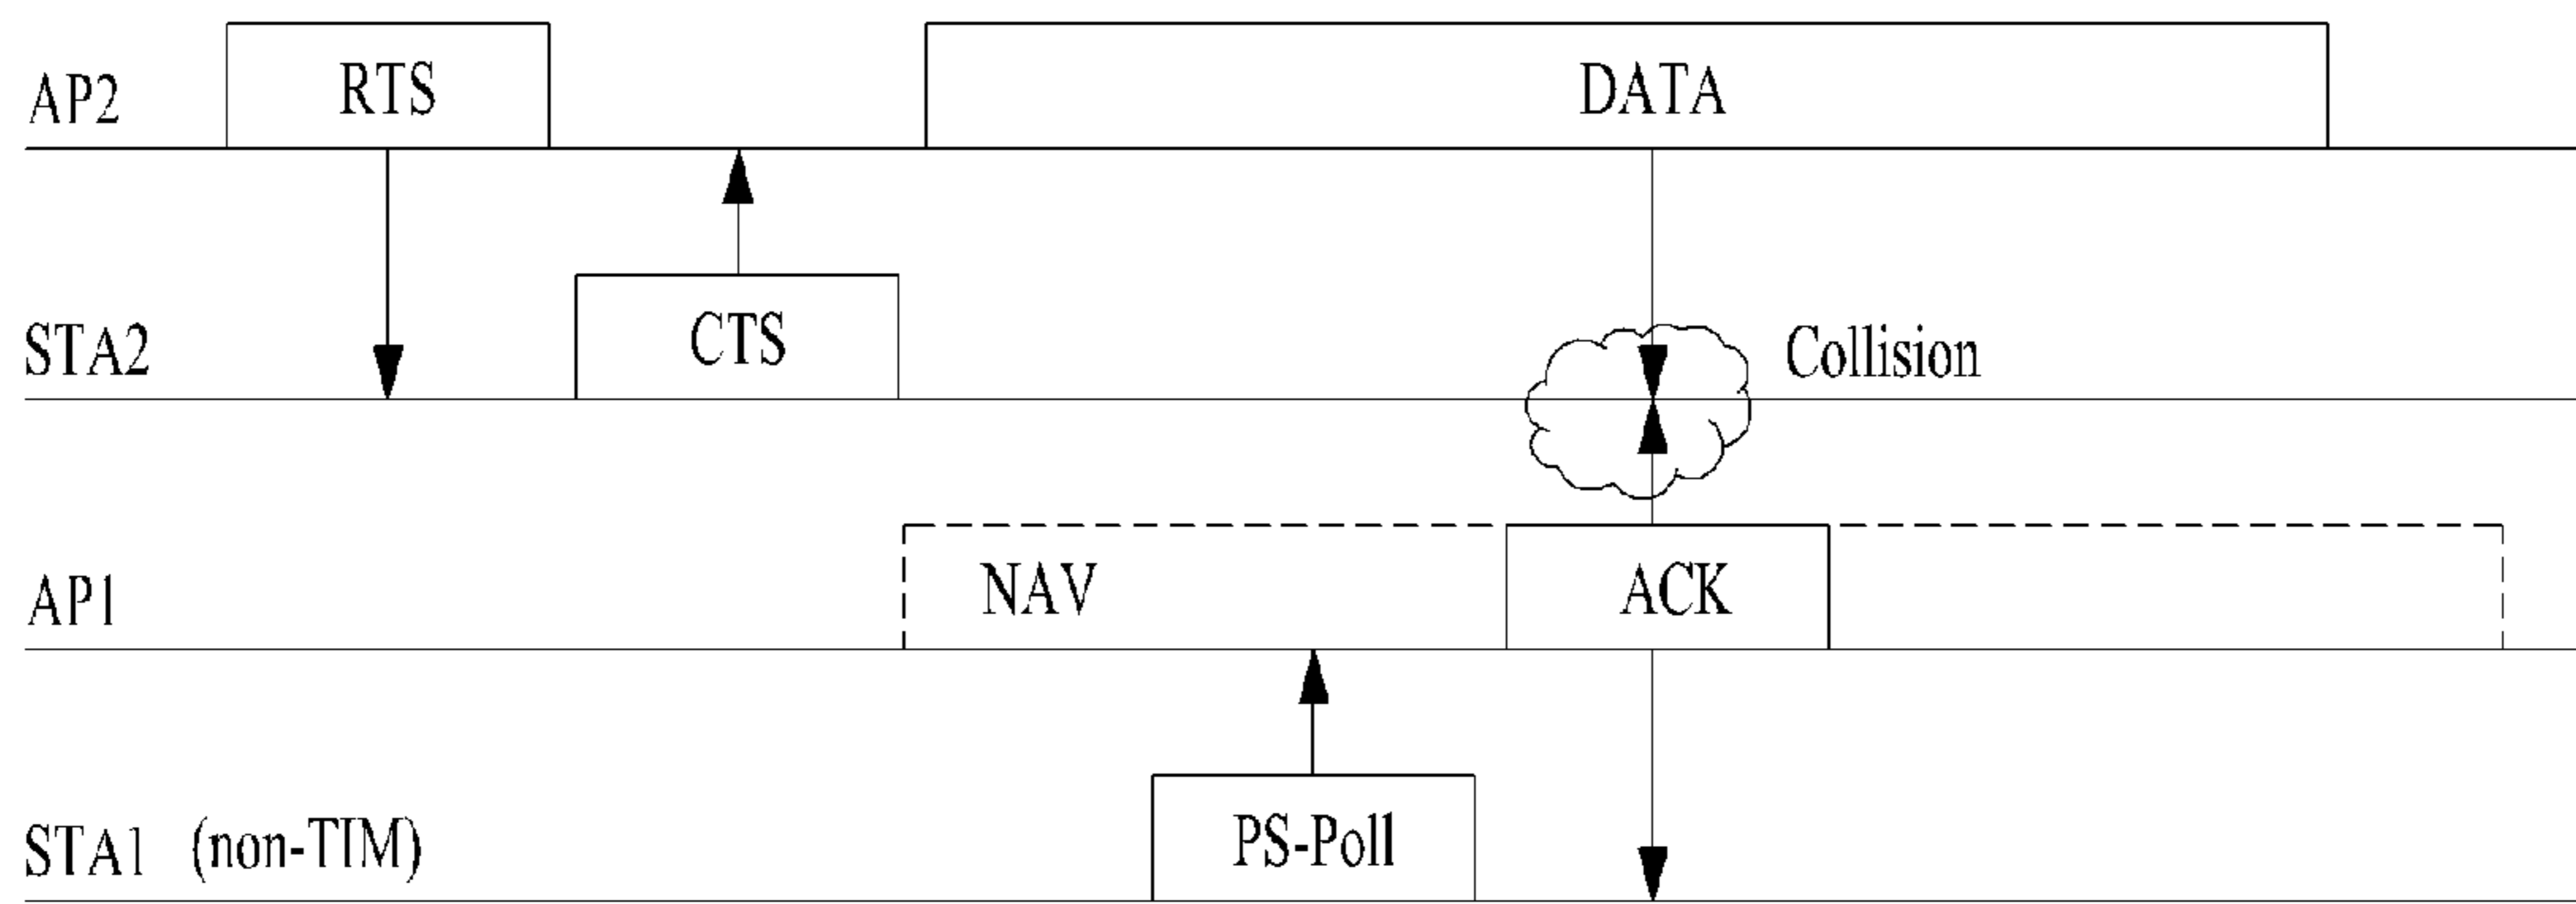 AP2 RTS DATA
STA2 CTS Collision
AP1 NAV ACK
STA1 (non-TIM) PS-Poll